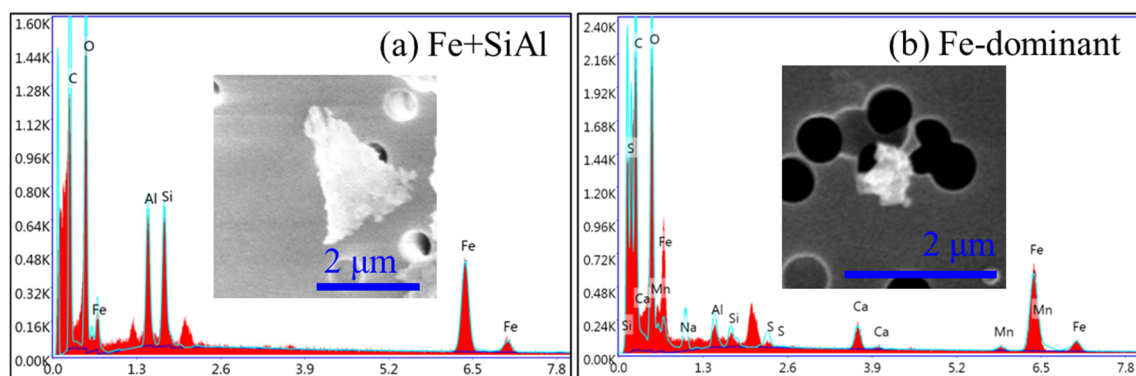 (a) Fe+SiAl
1.60K
1.44K
1.28K
1.12K
0.96K
0.80K
0.64K
0.48K
0.32K
0.16K
0.00K
C
O
Al
Si
Fe
Fe
Fe
2 μm
0.0 1.3 2.6 3.9 5.2 6.5 7.8
(b) Fe-dominant
2.40K
2.16K
1.92K
1.68K
1.44K
1.20K
0.96K
0.72K
0.48K
0.24K
0.00K
C
O
S
Fe
Ca
Mn
Si
Na
Al
Si
S
S
Ca
Ca
Mn
Fe
Mn
Fe
2 μm
0.0 1.3 2.6 3.9 5.2 6.5 7.8